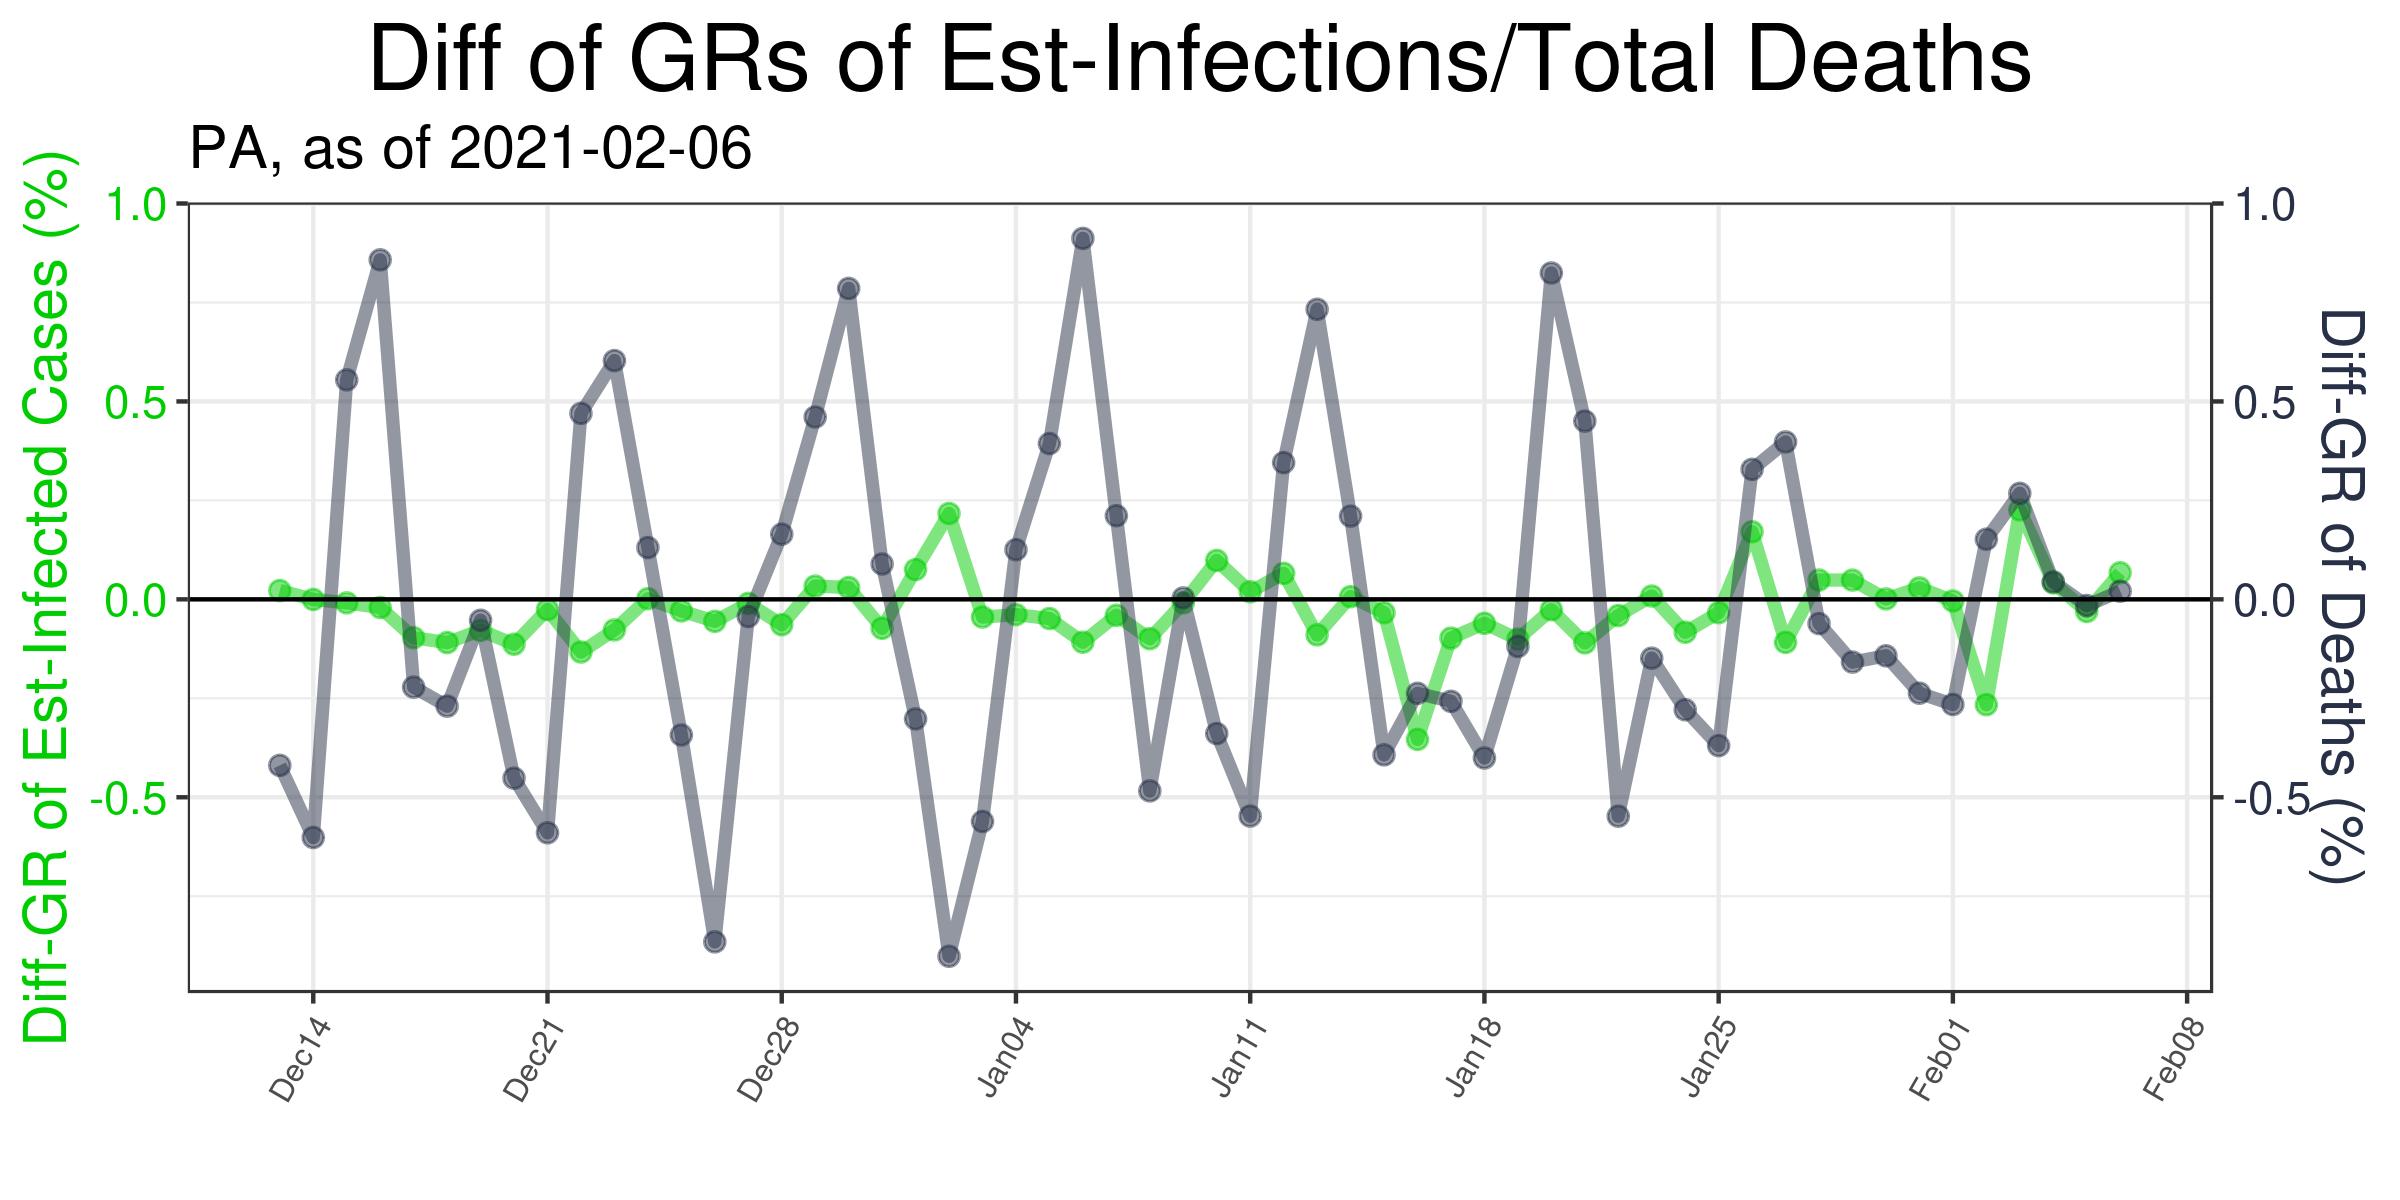 Diff of GRs of Est-Infections/Total Deaths
PA, as of 2021-02-06
Diff-GR of Est-Infected Cases (%)
1.0
0.5
0.0
-0.5
1.0
0.5
0.0
-0.5
Diff-GR of Deaths (%)
Dec14
Dec21
Dec28
Jan04
Jan11
Jan18
Jan25
Feb01
Feb08